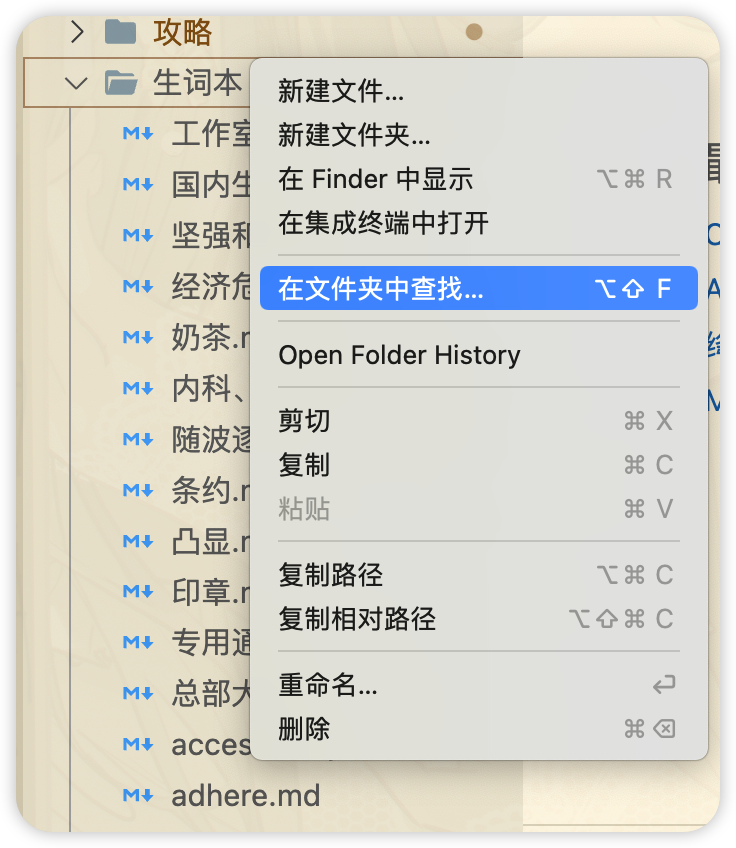 攻略
生词本
新建文件...
新建文件夹...
在 Finder 中显示 ⌥⌘ R
在集成终端中打开
在文件夹中查找... ⌥⇧ F
Open Folder History
剪切 ⌘ X
复制 ⌘ C
粘贴 ⌘ V
复制路径 ⌥⌘ C
复制相对路径 ⌥⇧⌘ C
重命名... ↩
删除 ⌘⌫
M↓ 工作室
M↓ 国内生
M↓ 坚强和
M↓ 经济危
M↓ 奶茶.
M↓ 内科、
M↓ 随波逐
M↓ 条约.
M↓ 凸显.
M↓ 印章.
M↓ 专用通
M↓ 总部大
M↓ acces
M↓ adhere.md